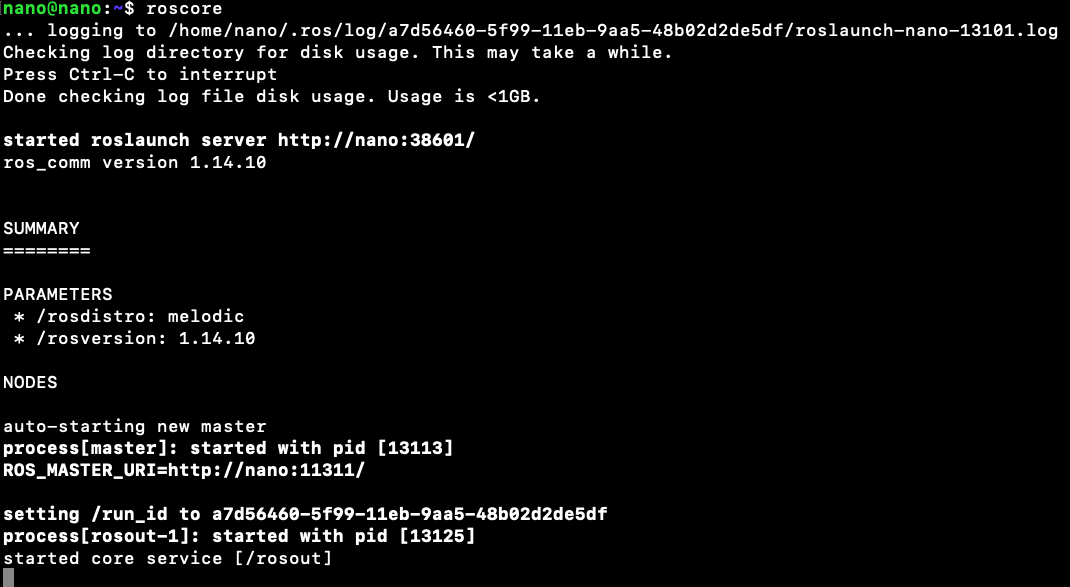 nano@nano:~$ roscore
... logging to /home/nano/.ros/log/a7d56460-5f99-11eb-9aa5-48b02d2de5df/roslaunch-nano-13101.log
Checking log directory for disk usage. This may take a while.
Press Ctrl-C to interrupt
Done checking log file disk usage. Usage is <1GB.
started roslaunch server http://nano:38601/
ros_comm version 1.14.10
SUMMARY
========
PARAMETERS
* /rosdistro: melodic
* /rosversion: 1.14.10
NODES
auto-starting new master
process[master]: started with pid [13113]
ROS_MASTER_URI=http://nano:11311/
setting /run_id to a7d56460-5f99-11eb-9aa5-48b02d2de5df
process[rosout-1]: started with pid [13125]
started core service [/rosout]